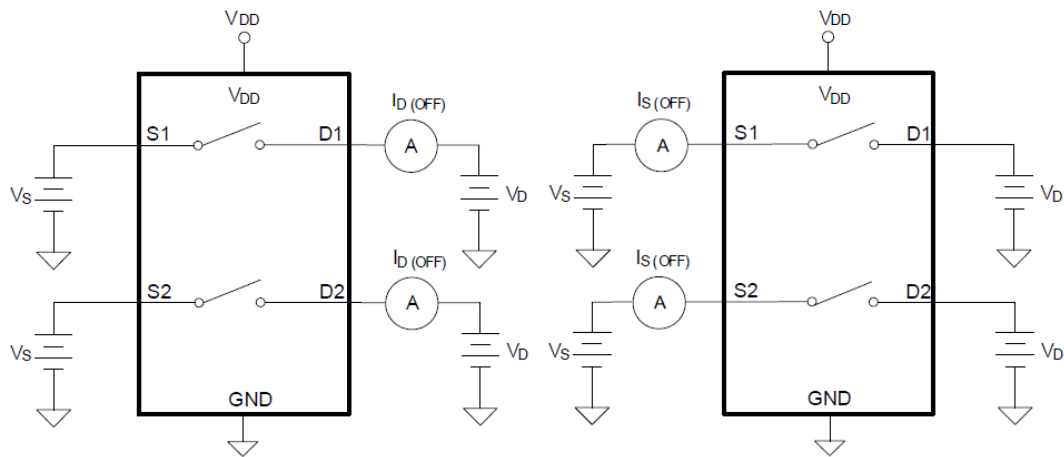 VDD
VDD
VDD
VDD
ID (OFF)
IS (OFF)
S1
D1
S1
D1
A
A
VS
VD
VS
VD
ID (OFF)
IS (OFF)
S2
D2
S2
D2
A
A
VS
VD
VS
VD
GND
GND